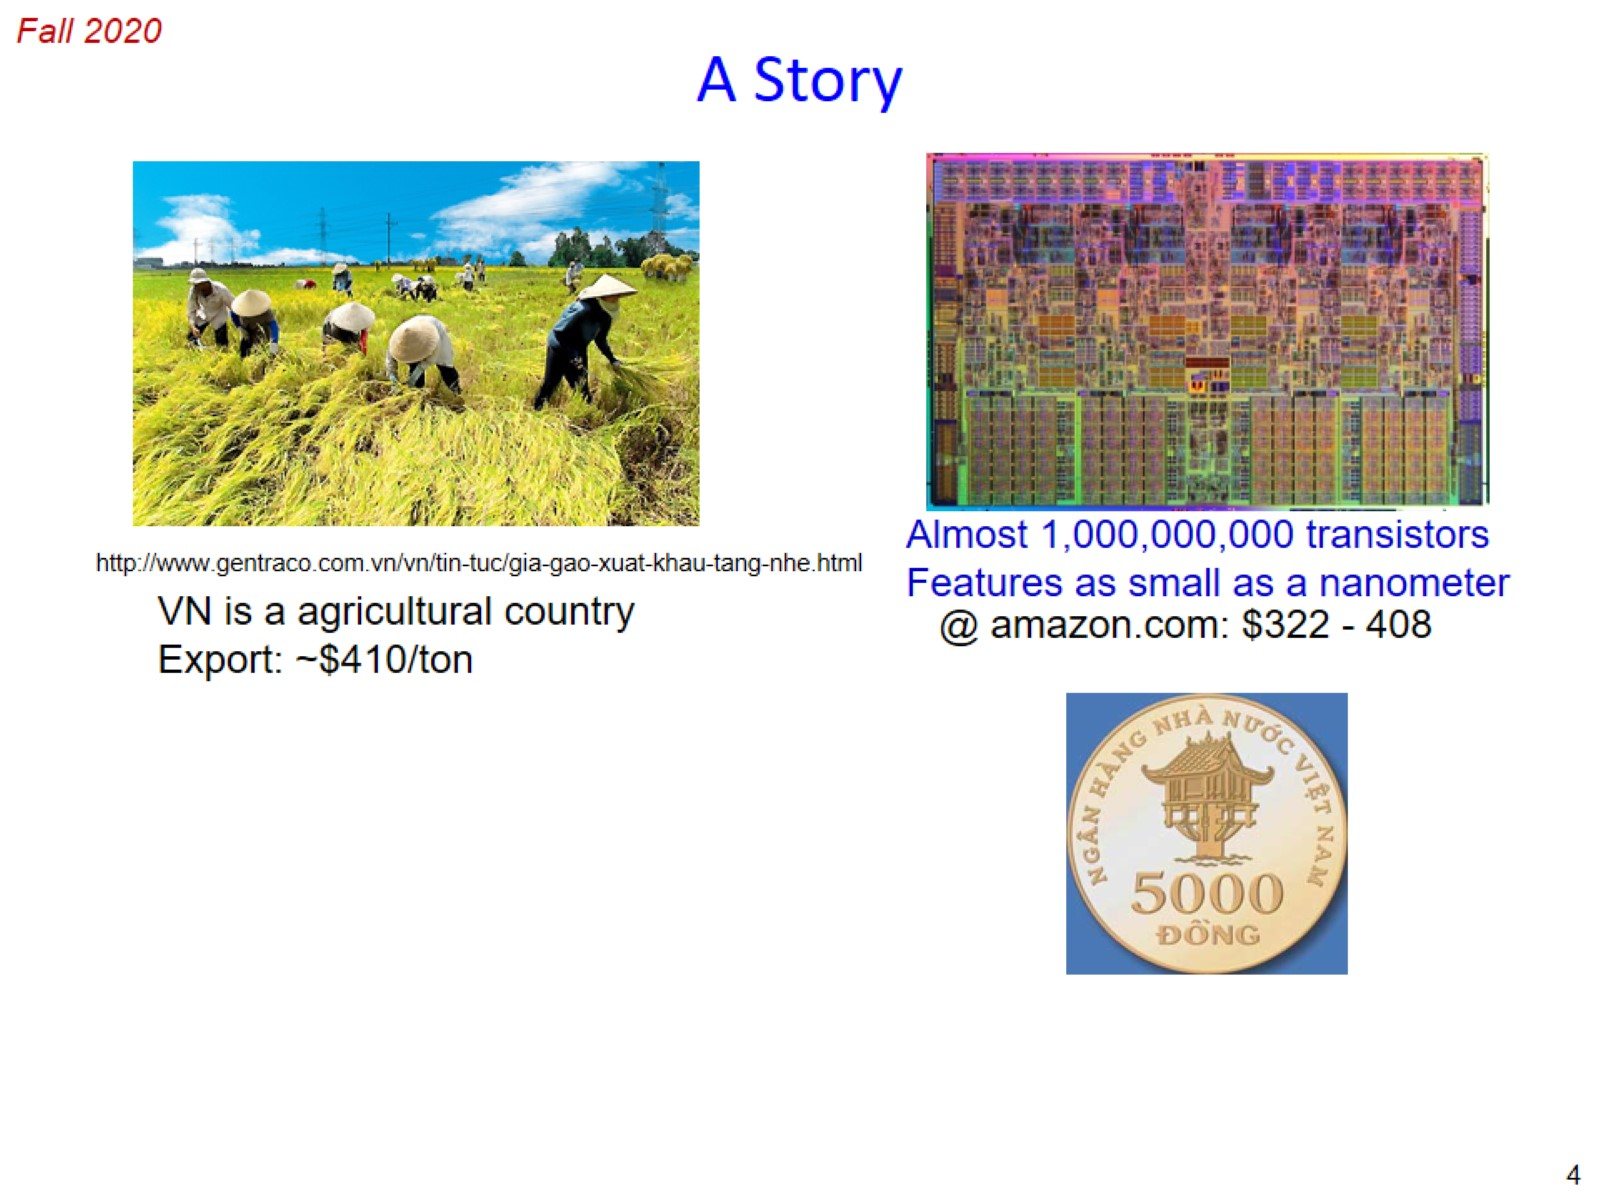 Fall 2020
A Story
http://www.gentraco.com.vn/vn/tin-tuc/gia-gao-xuat-khau-tang-nhe.html
VN is a agricultural country
Export: ~$410/ton
Almost 1,000,000,000 transistors
Features as small as a nanometer
@ amazon.com: $322 - 408
NGÂN HÀNG NHÀ NƯỚC VIỆT NAM
5000
ĐỒNG
4